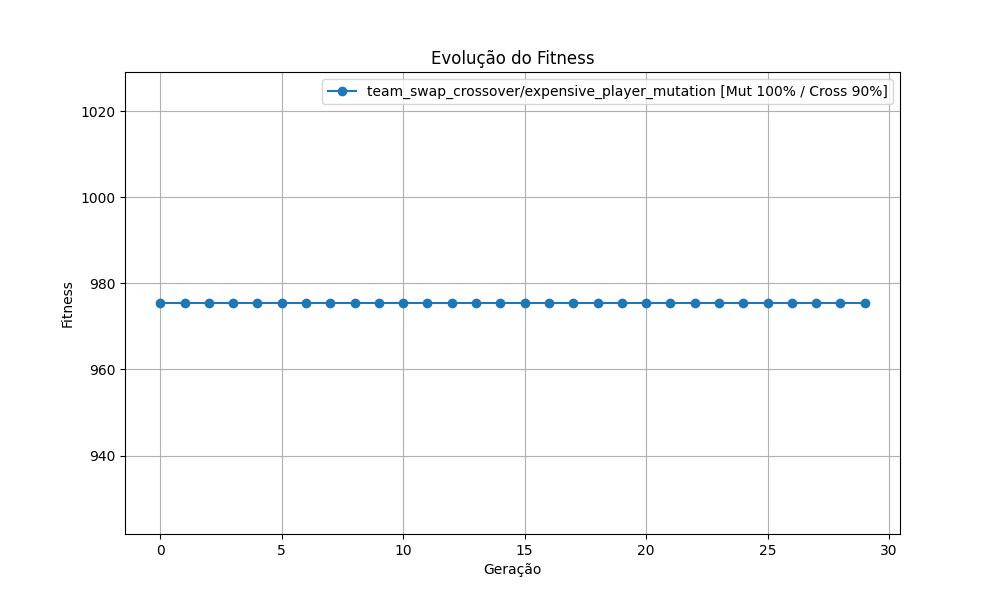 Evolução do Fitness
team_swap_crossover/expensive_player_mutation [Mut 100% / Cross 90%]
1020
1000
980
960
940
Fitness
0 5 10 15 20 25 30
Geração